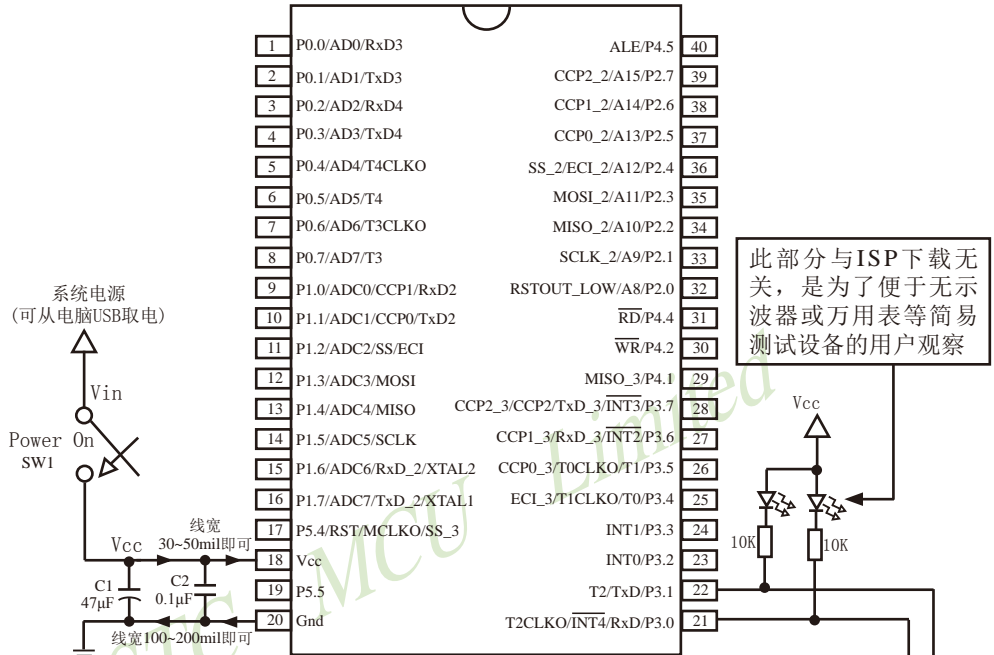 1 P0.0/AD0/RxD3
2 P0.1/AD1/TxD3
3 P0.2/AD2/RxD4
4 P0.3/AD3/TxD4
5 P0.4/AD4/T4CLKO
6 P0.5/AD5/T4
7 P0.6/AD6/T3CLKO
8 P0.7/AD7/T3
9 P1.0/ADC0/CCP1/RxD2
10 P1.1/ADC1/CCP0/TxD2
11 P1.2/ADC2/SS/ECI
12 P1.3/ADC3/MOSI
13 P1.4/ADC4/MISO
14 P1.5/ADC5/SCLK
15 P1.6/ADC6/RxD_2/XTAL2
16 P1.7/ADC7/TxD_2/XTAL1
17 P5.4/RST/MCLKO/SS_3
18 Vcc
19 P5.5
20 Gnd
ALE/P4.5 40
CCP2_2/A15/P2.7 39
CCP1_2/A14/P2.6 38
CCP0_2/A13/P2.5 37
SS_2/ECI_2/A12/P2.4 36
MOSI_2/A11/P2.3 35
MISO_2/A10/P2.2 34
SCLK_2/A9/P2.1 33
RSTOUT_LOW/A8/P2.0 32
RD/P4.4 31
WR/P4.2 30
MISO_3/P4.1 29
CCP2_3/CCP2/TxD_3/INT3/P3.7 28
CCP1_3/RxD_3/INT2/P3.6 27
CCP0_3/T0CLKO/T1/P3.5 26
ECI_3/T1CLKO/T0/P3.4 25
INT1/P3.3 24
INT0/P3.2 23
T2/TxD/P3.1 22
T2CLKO/INT4/RxD/P3.0 21
系统电源
(可从电脑USB取电)
Vin
Power On
SW1
Vcc
线宽
30~50mil即可
C1
47μF
C2
0.1μF
线宽100~200mil即可
此部分与ISP下载无
关，是为了便于无示
波器或万用表等简易
测试设备的用户观察
Vcc
10K
10K
STC MCU Limited